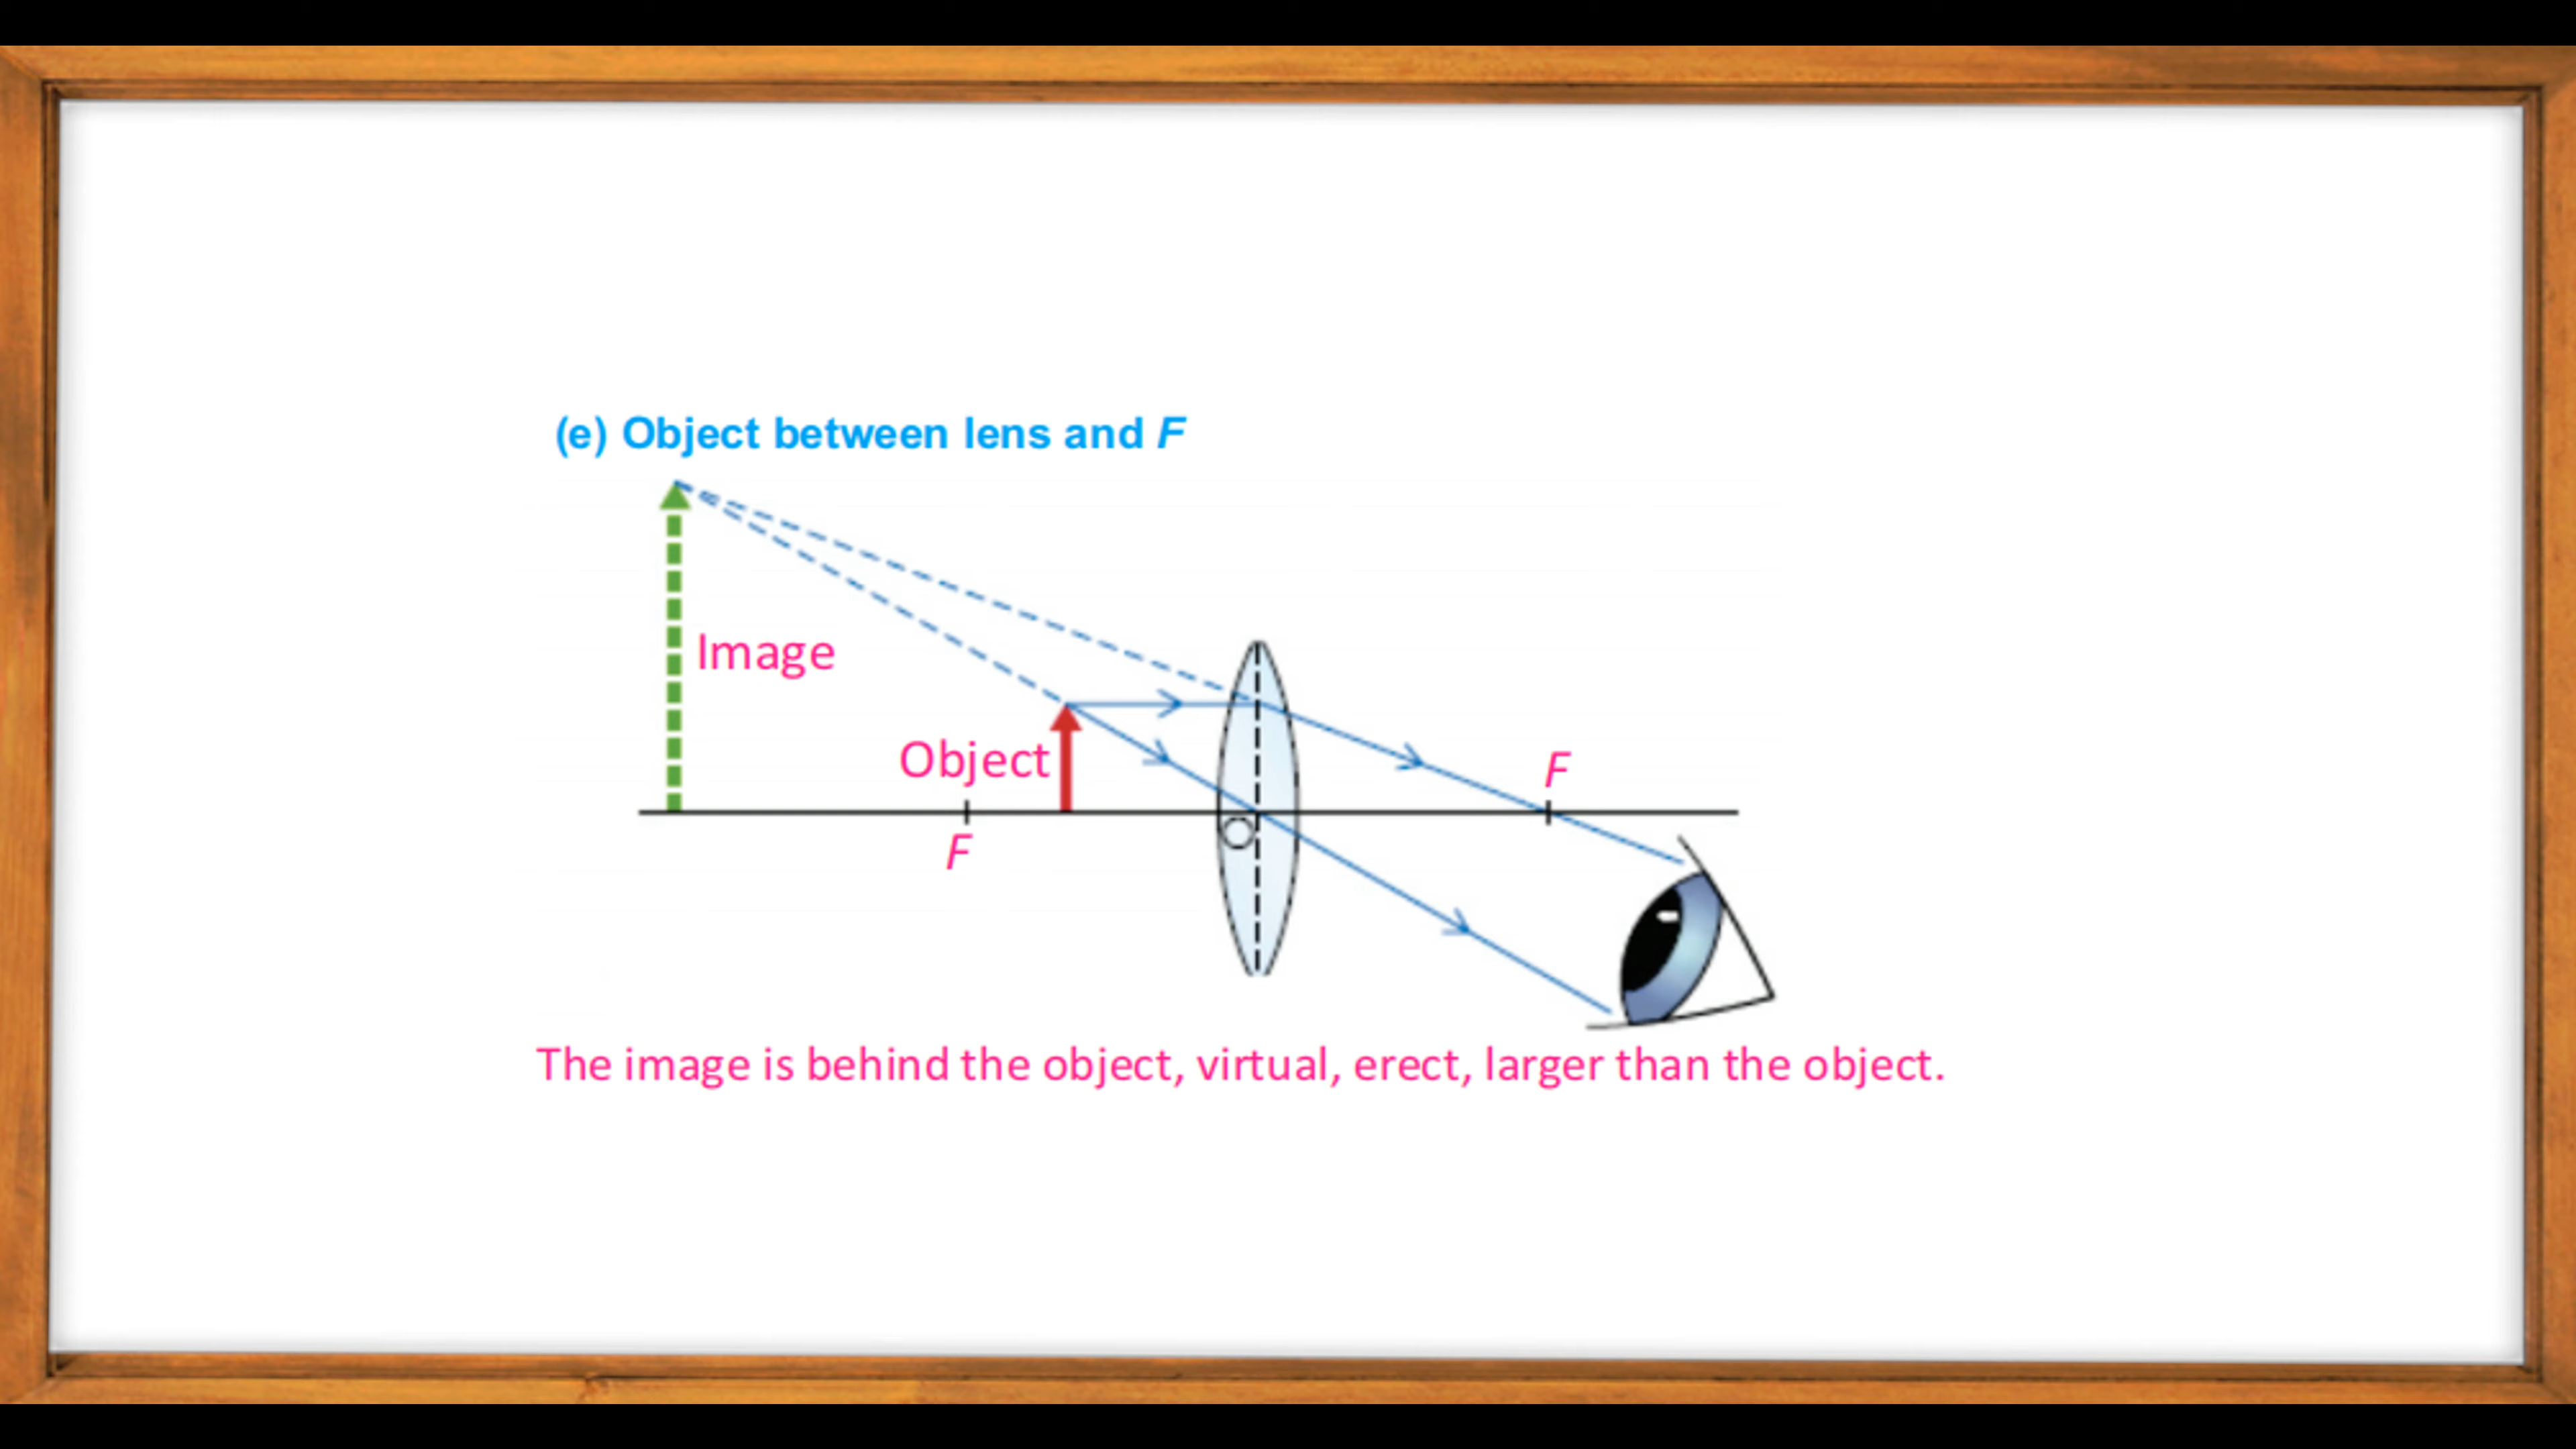 (e) Object between lens and F
Image
Object
F
F
O
The image is behind the object, virtual, erect, larger than the object.